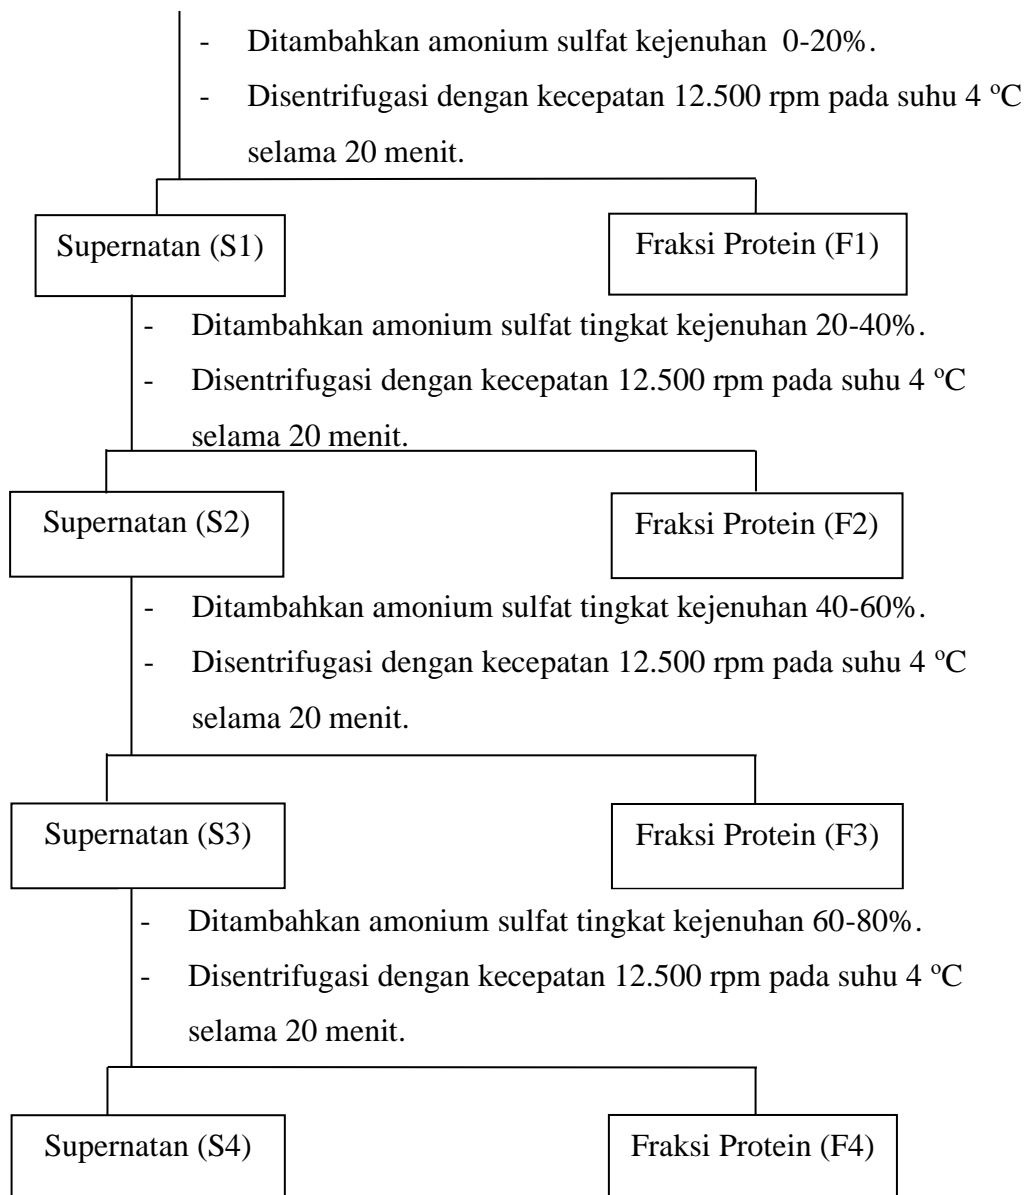 - Ditambahkan amonium sulfat kejenuhan 0-20%.
- Disentrifugasi dengan kecepatan 12.500 rpm pada suhu 4 ºC
selama 20 menit.
Supernatan (S1) Fraksi Protein (F1)
- Ditambahkan amonium sulfat tingkat kejenuhan 20-40%.
- Disentrifugasi dengan kecepatan 12.500 rpm pada suhu 4 ºC
selama 20 menit.
Supernatan (S2) Fraksi Protein (F2)
- Ditambahkan amonium sulfat tingkat kejenuhan 40-60%.
- Disentrifugasi dengan kecepatan 12.500 rpm pada suhu 4 ºC
selama 20 menit.
Supernatan (S3) Fraksi Protein (F3)
- Ditambahkan amonium sulfat tingkat kejenuhan 60-80%.
- Disentrifugasi dengan kecepatan 12.500 rpm pada suhu 4 ºC
selama 20 menit.
Supernatan (S4) Fraksi Protein (F4)